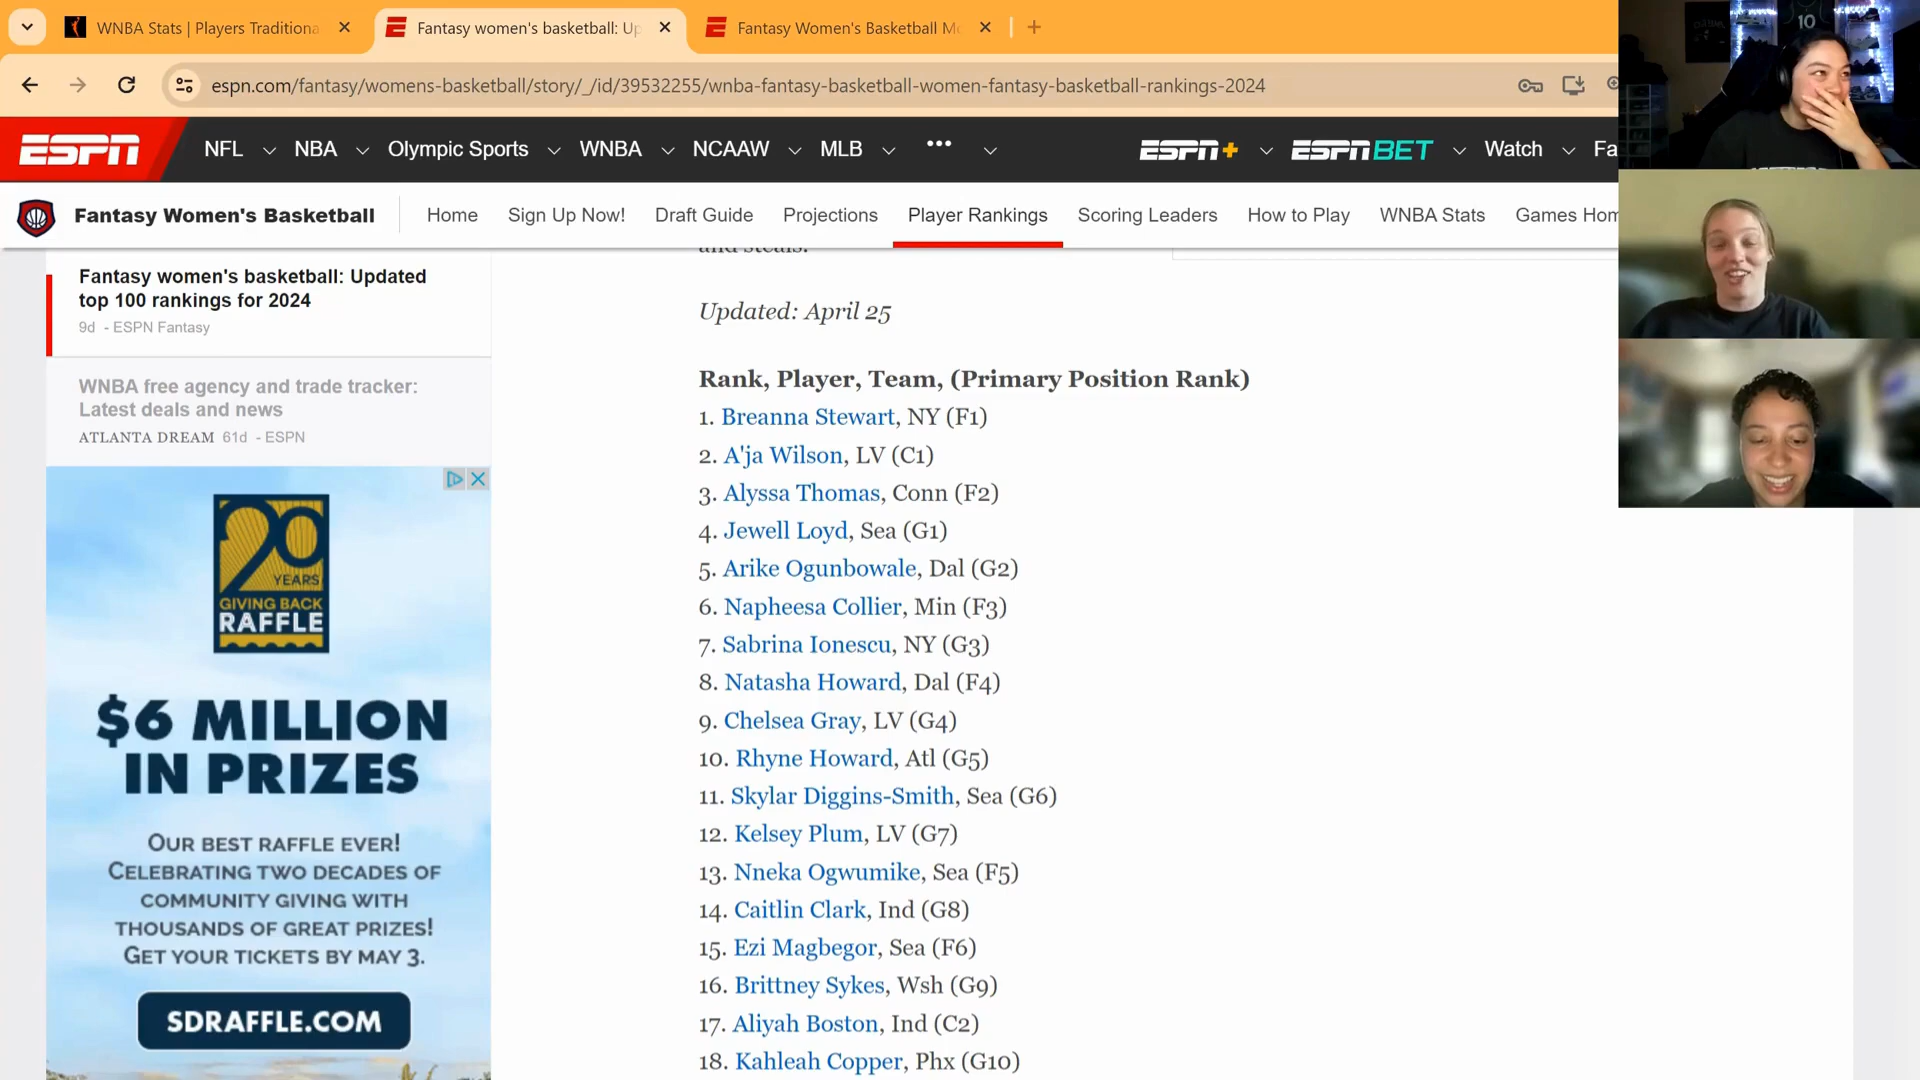 WNBA Stats | Players Traditiona
Fantasy women's basketball: Up
Fantasy Women's Basketball Mo
espn.com/fantasy/womens-basketball/story/_/id/39532255/wnba-fantasy-basketball-women-fantasy-basketball-rankings-2024
10
ESPN NFL NBA Olympic Sports WNBA NCAAW MLB ••• ESPN+ ESPN BET Watch Fa
Fantasy Women's Basketball Home Sign Up Now! Draft Guide Projections Player Rankings Scoring Leaders How to Play WNBA Stats Games Hom
Fantasy women's basketball: Updated
top 100 rankings for 2024
9d - ESPN Fantasy
WNBA free agency and trade tracker:
Latest deals and news
ATLANTA DREAM 61d - ESPN
20
YEARS
GIVING BACK
RAFFLE
$6 MILLION
IN PRIZES
OUR BEST RAFFLE EVER!
CELEBRATING TWO DECADES OF
COMMUNITY GIVING WITH
THOUSANDS OF GREAT PRIZES!
GET YOUR TICKETS BY MAY 3.
SDRAFFLE.COM
and steals.
Updated: April 25
Rank, Player, Team, (Primary Position Rank)
1. Breanna Stewart, NY (F1)
2. A'ja Wilson, LV (C1)
3. Alyssa Thomas, Conn (F2)
4. Jewell Loyd, Sea (G1)
5. Arike Ogunbowale, Dal (G2)
6. Napheesa Collier, Min (F3)
7. Sabrina Ionescu, NY (G3)
8. Natasha Howard, Dal (F4)
9. Chelsea Gray, LV (G4)
10. Rhyne Howard, Atl (G5)
11. Skylar Diggins-Smith, Sea (G6)
12. Kelsey Plum, LV (G7)
13. Nneka Ogwumike, Sea (F5)
14. Caitlin Clark, Ind (G8)
15. Ezi Magbegor, Sea (F6)
16. Brittney Sykes, Wsh (G9)
17. Aliyah Boston, Ind (C2)
18. Kahleah Copper, Phx (G10)